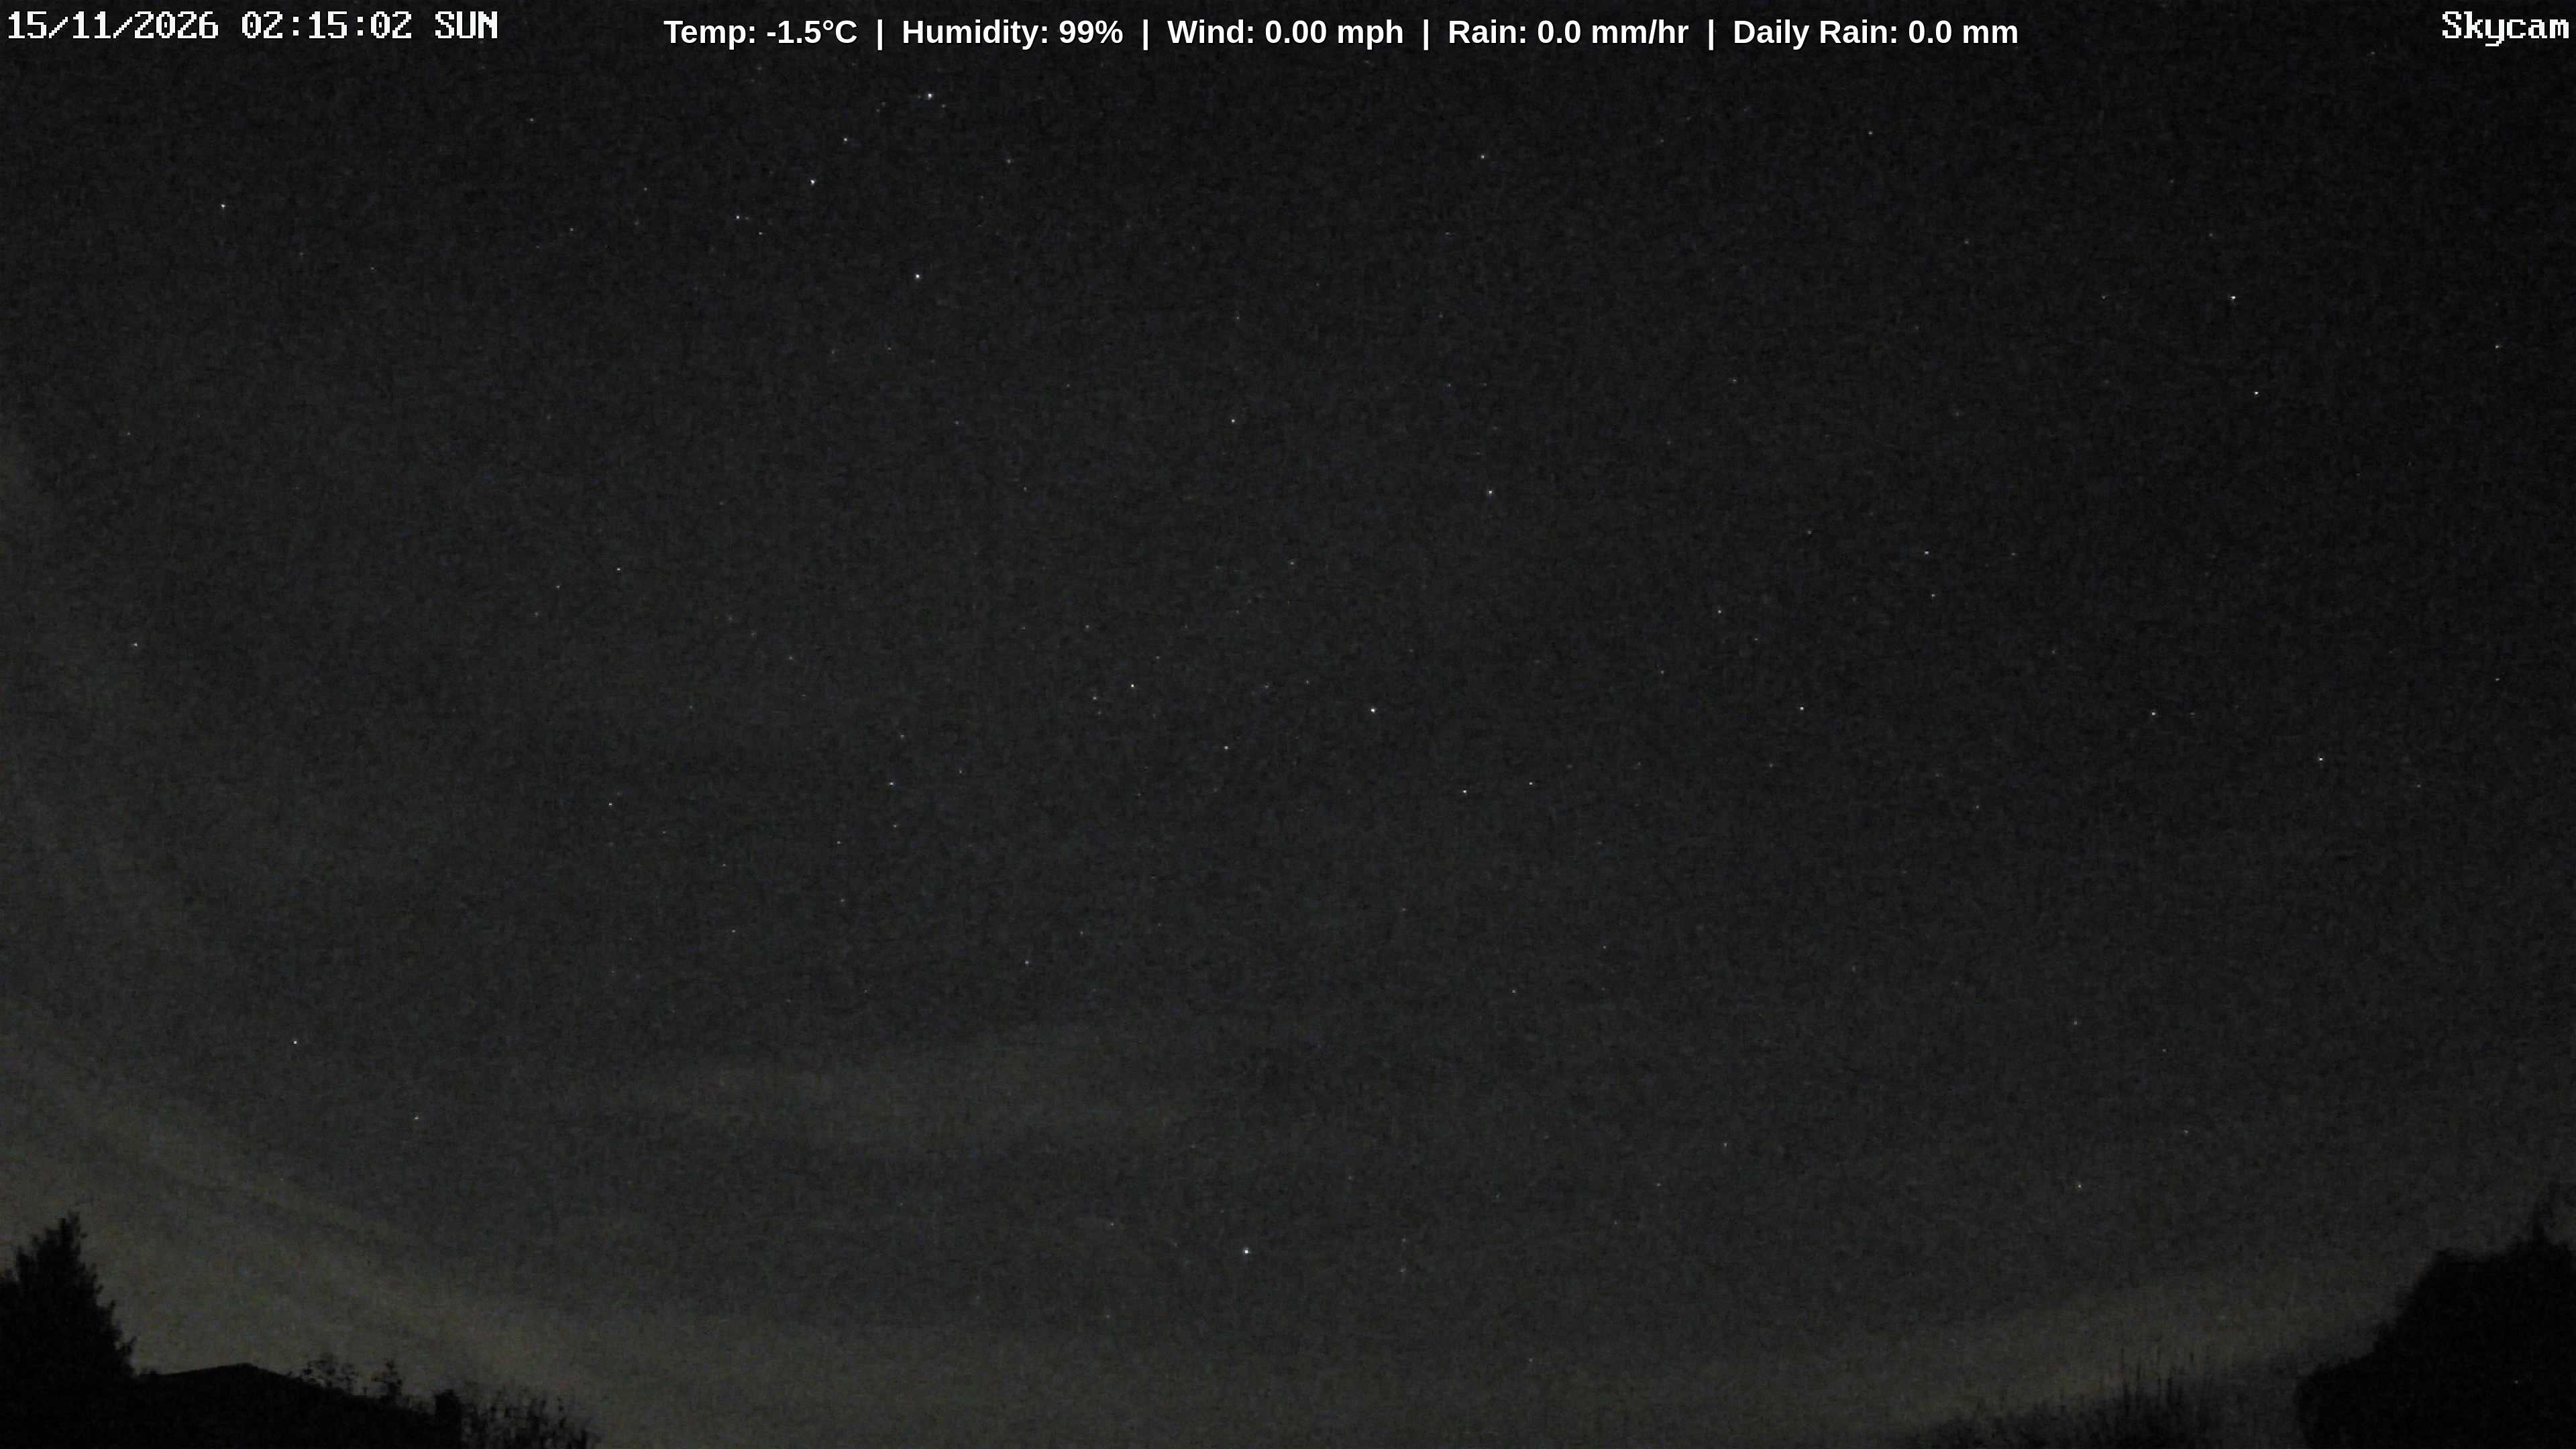 15/11/2026 02:15:02 SUN
Temp: -1.5°C | Humidity: 99% | Wind: 0.00 mph | Rain: 0.0 mm/hr | Daily Rain: 0.0 mm
Skycam